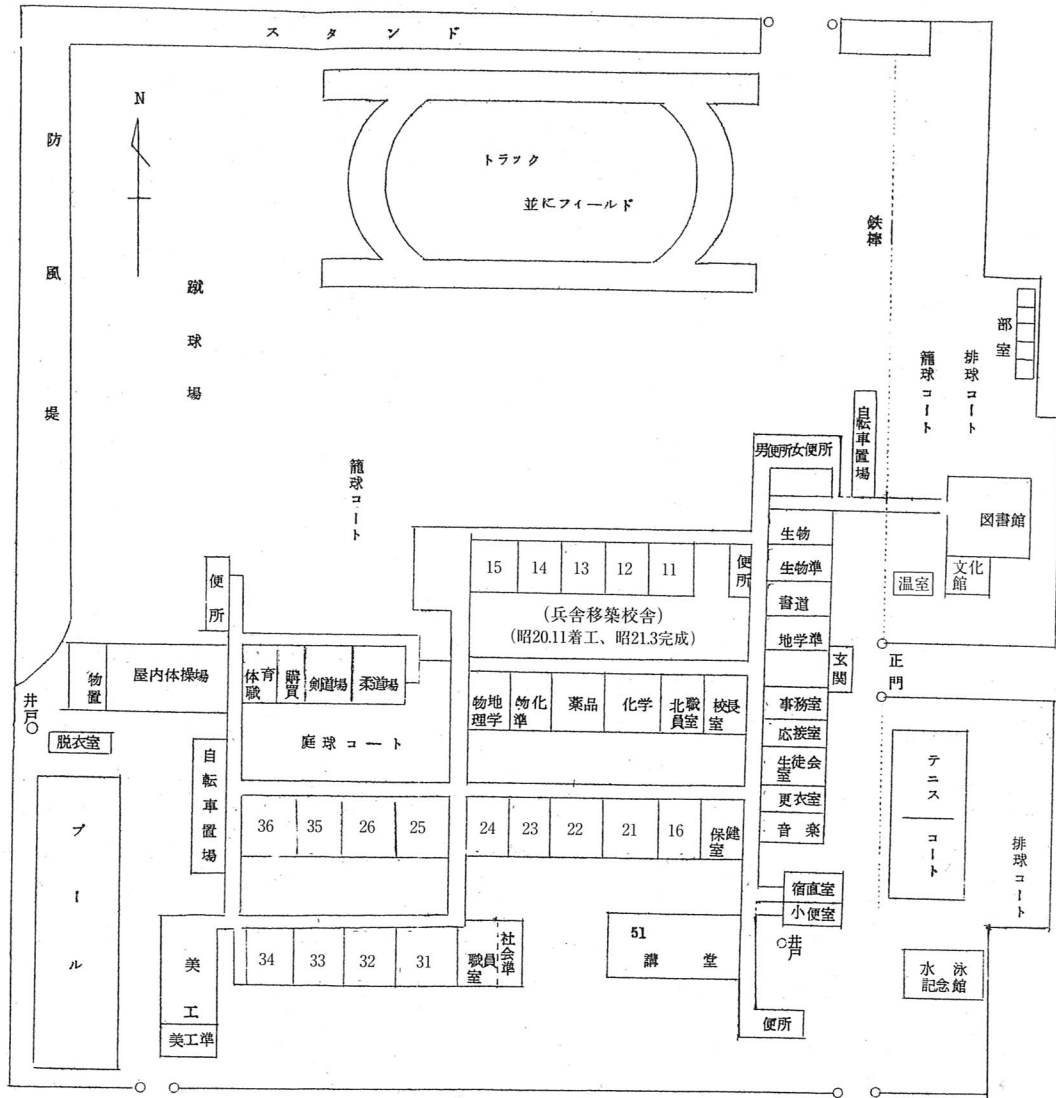 スタンド
N
防風堤
トラック
並にフィールド
蹴球場
鉄棒
部室
籠球コート
排球コート
自転車置場
籠球コート
男便所女便所
図書館
生物
生物準
文化館
温室
書道
地学準
15
14
13
12
11
便所
(兵舎移築校舎)
(昭20.11着工、昭21.3完成)
便所
玄関
正門
物置
屋内体操場
体育職
購買
剣道場
柔道場
物地理学
物化準
薬品
化学
北職員室
校長室
事務室
応接室
生徒会室
更衣室
音楽
井戸
脱衣室
庭球コート
自転車置場
テニスコート
排球コート
プール
36
35
26
25
24
23
22
21
16
保健室
宿直室
小使室
井戸
美工
美工準
34
33
32
31
職員室
社会準
51
講堂
便所
水泳記念館